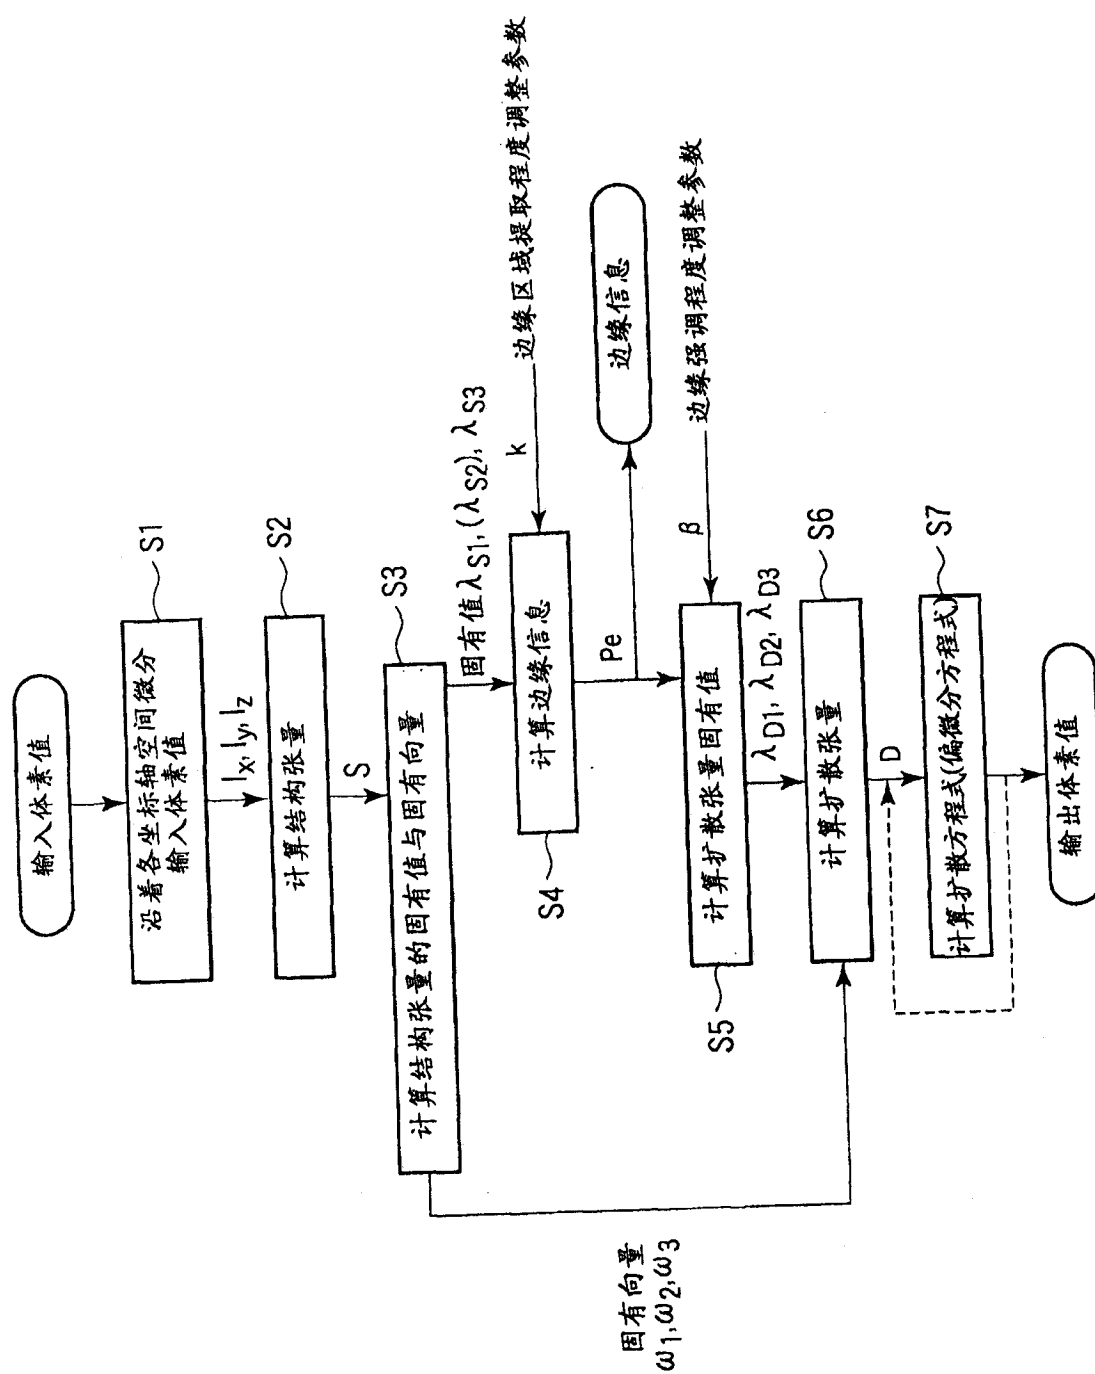 输入体素值
沿着各坐标轴空间微分
输入体素值
S1
Ix, Iy, Iz
计算结构张量
S2
S
计算结构张量的固有值与固有向量
S3
固有值λS1,(λS2),λS3
k
边缘区域提取程度调整参数
计算边缘信息
S4
Pe
边缘信息
β
边缘强调程度调整参数
计算扩散张量固有值
S5
λD1, λD2, λD3
固有向量
ω1,ω2,ω3
计算扩散张量
S6
D
计算扩散方程式(偏微分方程式)
S7
输出体素值